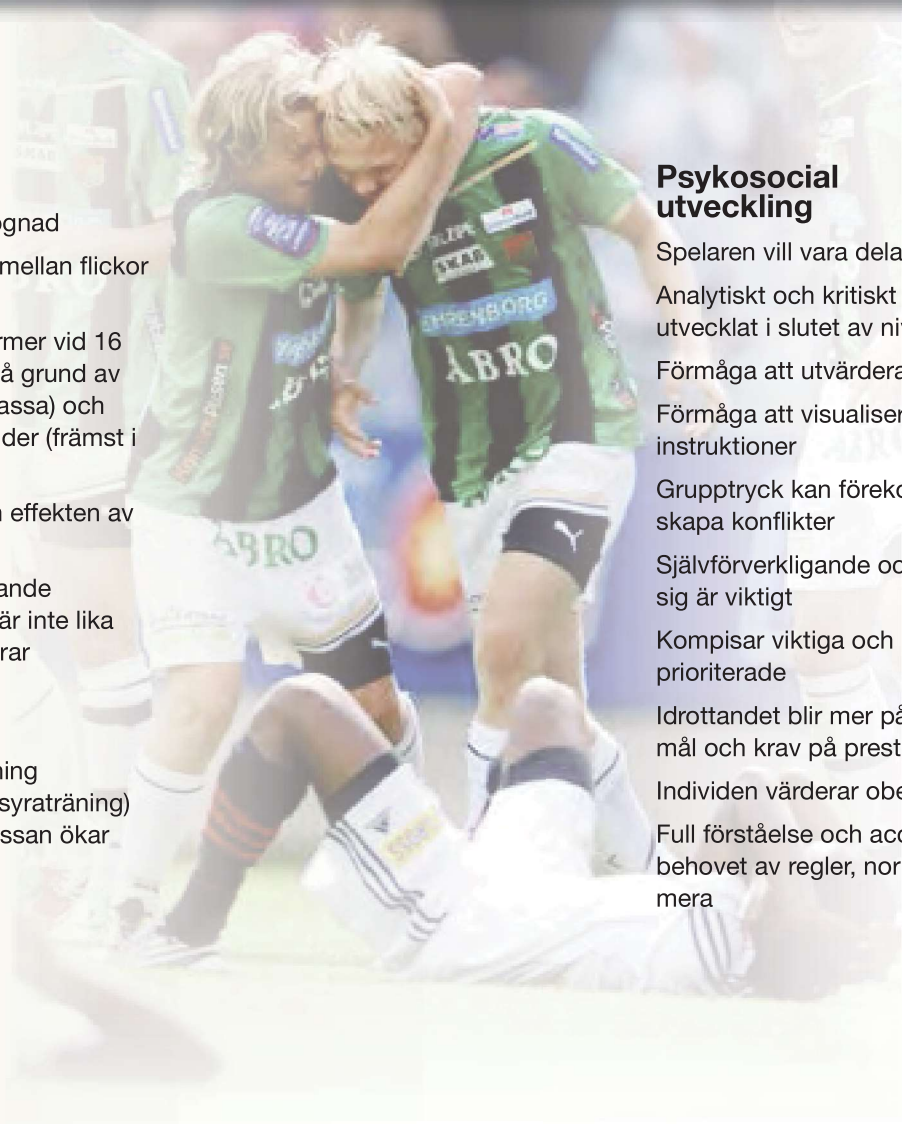 ognad
mellan flickor
rmer vid 16
å grund av
assa) och
der (främst i
effekten av
ande
är inte lika
rar
ning
syraträning)
ssan ökar
Psykosocial
utveckling
Spelaren vill vara dela
Analytiskt och kritiskt
utvecklat i slutet av ni
Förmåga att utvärdera
Förmåga att visualiser
instruktioner
Grupptryck kanföreko
skapa konflikter
Självförverkligande oc
sig är viktigt
Kompisar viktiga och
prioriterade
Idrottandet blir mer på
mål och krav på prest
Individen värderar obe
Full förståelse och acc
behovet av regler, nor
mera
SKAB
EHRENBORG
ÅBRO
ÅBRO